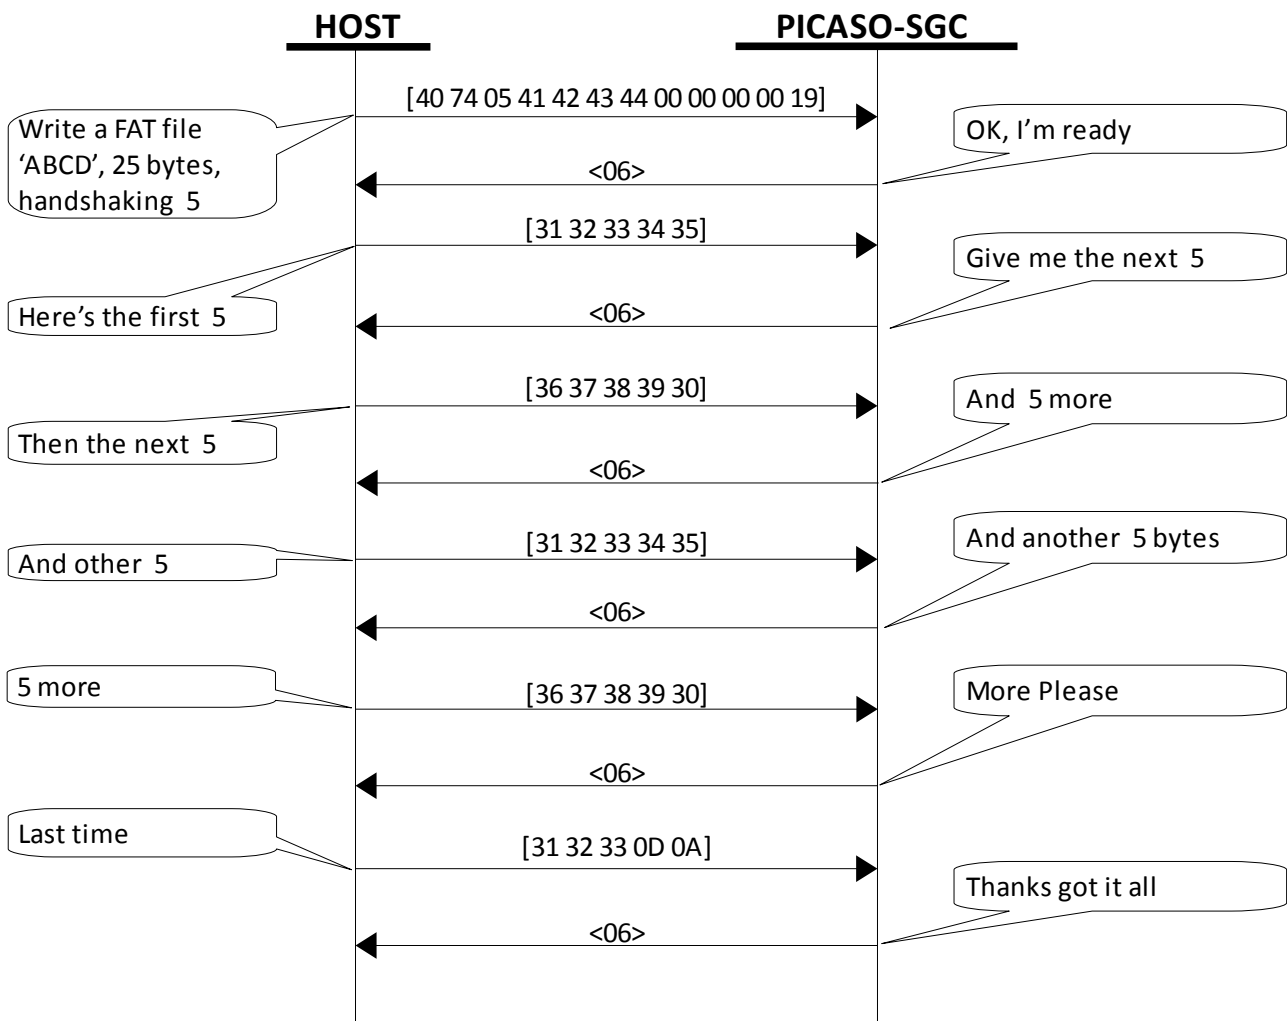 HOST
PICASO-SGC
[40 74 05 41 42 43 44 00 00 00 00 19]
Write a FAT file
‘ABCD’, 25 bytes,
handshaking 5
OK, I’m ready
<06>
[31 32 33 34 35]
Give me the next 5
Here’s the first 5
<06>
[36 37 38 39 30]
And 5 more
Then the next 5
<06>
[31 32 33 34 35]
And another 5 bytes
And other 5
<06>
5 more
[36 37 38 39 30]
More Please
<06>
Last time
[31 32 33 0D 0A]
Thanks got it all
<06>